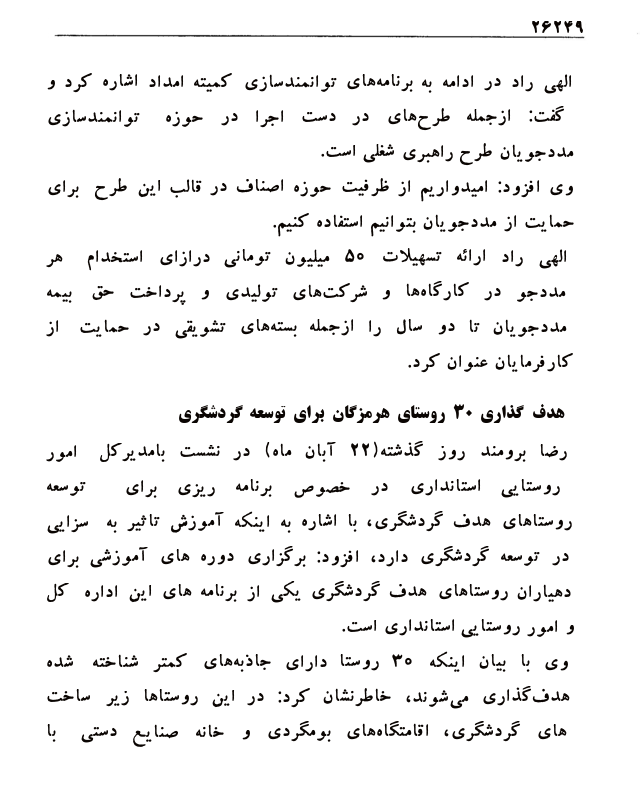 ۲۶۲۴۹
الهی راد در ادامه به برنامه‌های توانمندسازی کمیته امداد اشاره کرد و
گفت: ازجمله طرح‌های در دست اجرا در حوزه توانمندسازی
مددجویان طرح راهبری شغلی است.
وی افزود: امیدواریم از ظرفیت حوزه اصناف در قالب این طرح برای
حمایت از مددجویان بتوانیم استفاده کنیم.
الهی راد ارائه تسهیلات ۵۰ میلیون تومانی درازای استخدام هر
مددجو در کارگاه‌ها و شرکت‌های تولیدی و پرداخت حق بیمه
مددجویان تا دو سال را ازجمله بسته‌های تشویقی در حمایت از
کارفرمایان عنوان کرد.
هدف گذاری ۳۰ روستای هرمزگان برای توسعه گردشگری
رضا برومند روز گذشته(۲۲ آبان ماه) در نشست بامدیرکل امور
روستایی استانداری در خصوص برنامه ریزی برای توسعه
روستاهای هدف گردشگری، با اشاره به اینکه آموزش تاثیر به سزایی
در توسعه گردشگری دارد، افزود: برگزاری دوره های آموزشی برای
دهیاران روستاهای هدف گردشگری یکی از برنامه های این اداره کل
و امور روستایی استانداری است.
وی با بیان اینکه ۳۰ روستا دارای جاذبه‌های کمتر شناخته شده
هدف‌گذاری می‌شوند، خاطرنشان کرد: در این روستاها زیر ساخت
های گردشگری، اقامتگاه‌های بومگردی و خانه صنایع دستی با